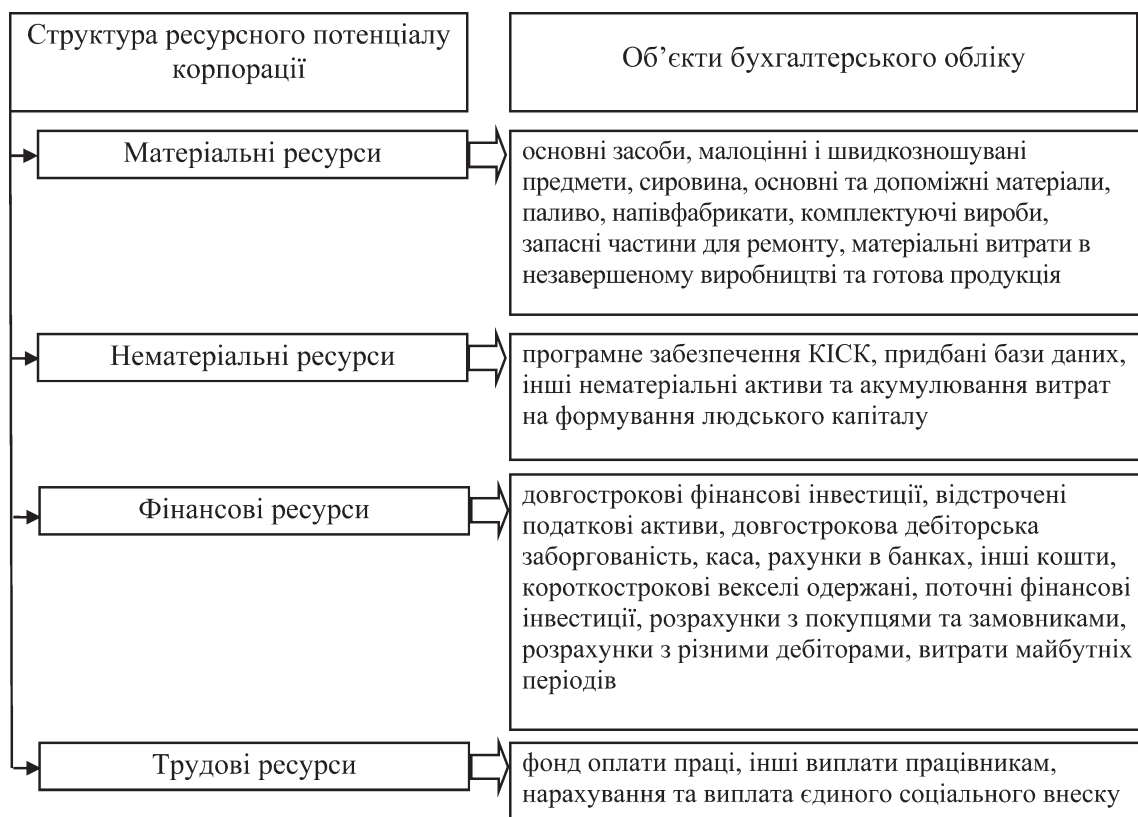 Структура ресурсного потенціалу
корпорації
Об’єкти бухгалтерського обліку
Матеріальні ресурси
основні засоби, малоцінні і швидкозношувані
предмети, сировина, основні та допоміжні матеріали,
паливо, напівфабрикати, комплектуючі вироби,
запасні частини для ремонту, матеріальні витрати в
незавершеному виробництві та готова продукція
Нематеріальні ресурси
програмне забезпечення КІСК, придбані бази даних,
інші нематеріальні активи та акумулювання витрат
на формування людського капіталу
Фінансові ресурси
довгострокові фінансові інвестиції, відстрочені
податкові активи, довгострокова дебіторська
заборгованість, каса, рахунки в банках, інші кошти,
короткострокові векселі одержані, поточні фінансові
інвестиції, розрахунки з покупцями та замовниками,
розрахунки з різними дебіторами, витрати майбутніх
періодів
Трудові ресурси
фонд оплати праці, інші виплати працівникам,
нарахування та виплата єдиного соціального внеску